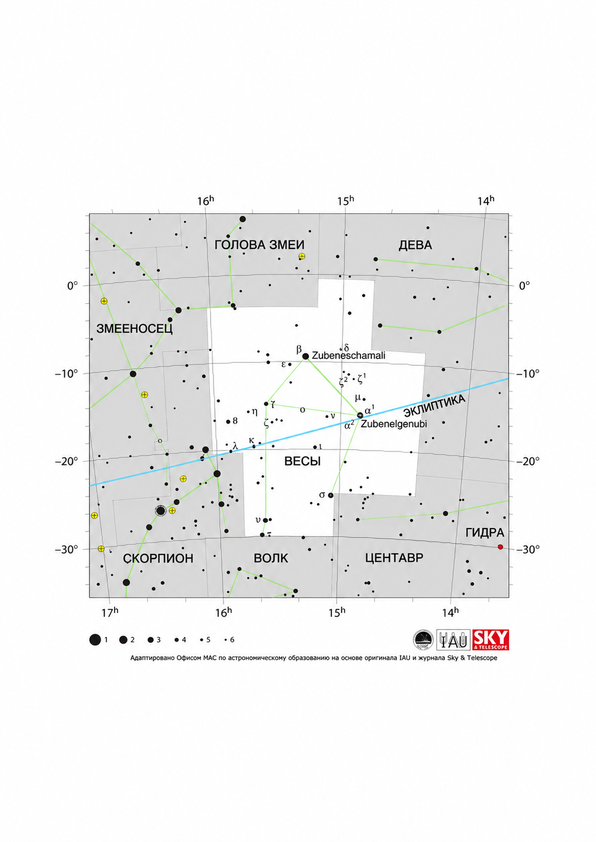 16h 15h 14h
ГОЛОВА ЗМЕИ ДЕВА
0° 0°
ЗМЕЕНОСЕЦ
β δ
Zubeneschamali
ε
−10° −10°
ζ² ζ¹
μ
γ
η ο ν α¹ ЭКЛИПТИКА
θ ζ α² Zubenelgenubi
κ
λ ι
−20° ВЕСЫ −20°
σ
υ
τ
ГИДРА
−30° −30°
СКОРПИОН ВОЛК ЦЕНТАВР
17h 16h 15h 14h
1 2 3 4 5 6
IAU SKY
& TELESCOPE
Адаптировано Офисом МАС по астрономическому образованию на основе оригинала IAU и журнала Sky & Telescope